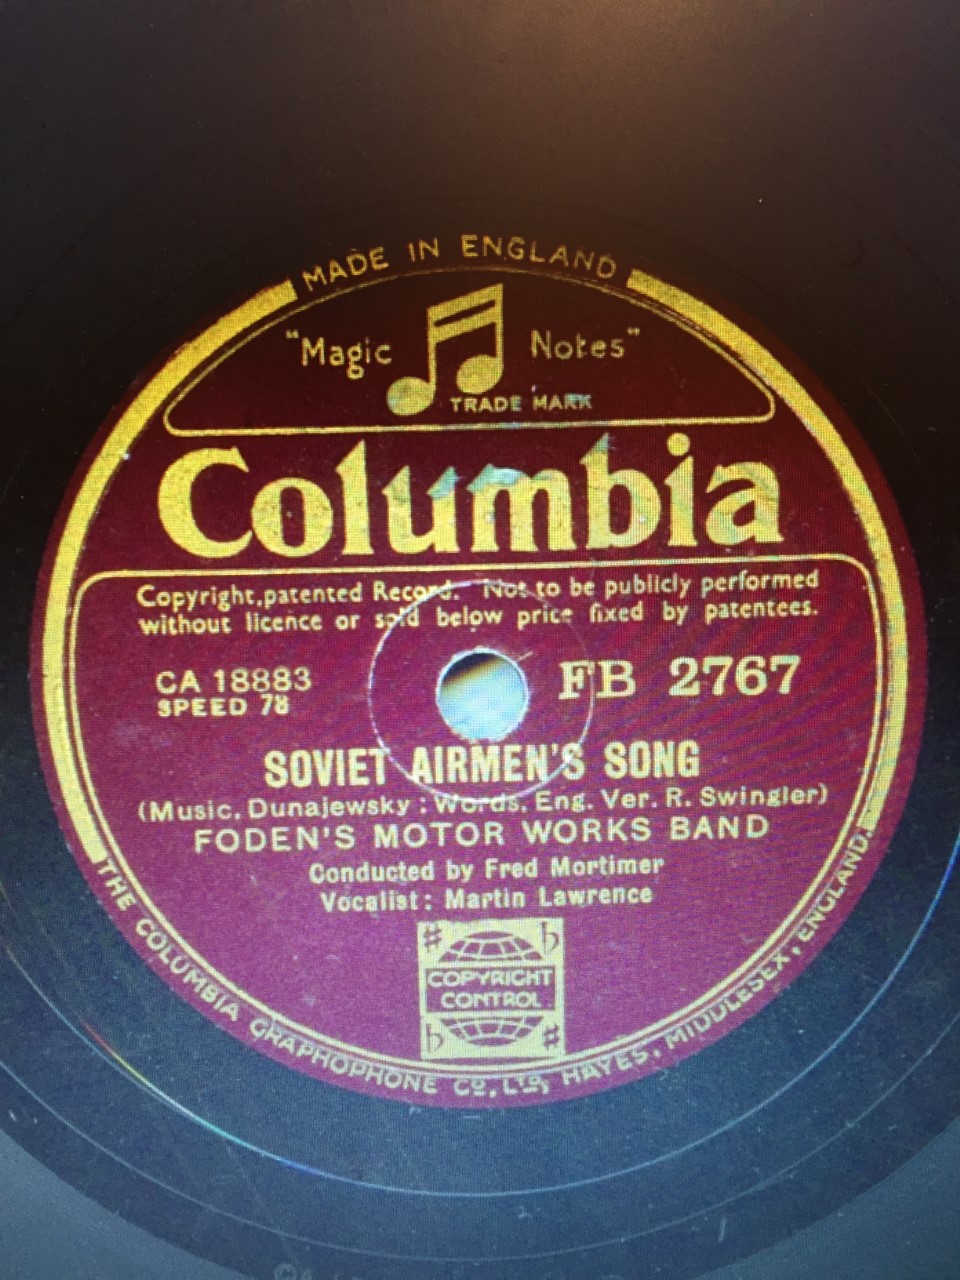 MADE IN ENGLAND
"Magic Notes"
TRADE MARK
Columbia
Copyright, patented Record. Not to be publicly performed
without licence or sold below price fixed by patentees.
CA 18883
SPEED 78
FB 2767
SOVIET AIRMEN'S SONG
(Music, Dunajewsky : Words, Eng. Ver. R. Swingler)
FODEN'S MOTOR WORKS BAND
Conducted by Fred Mortimer
Vocalist : Martin Lawrence
COPYRIGHT
CONTROL
THE COLUMBIA GRAPHOPHONE Co., LTD., HAYES, MIDDLESEX, ENGLAND.